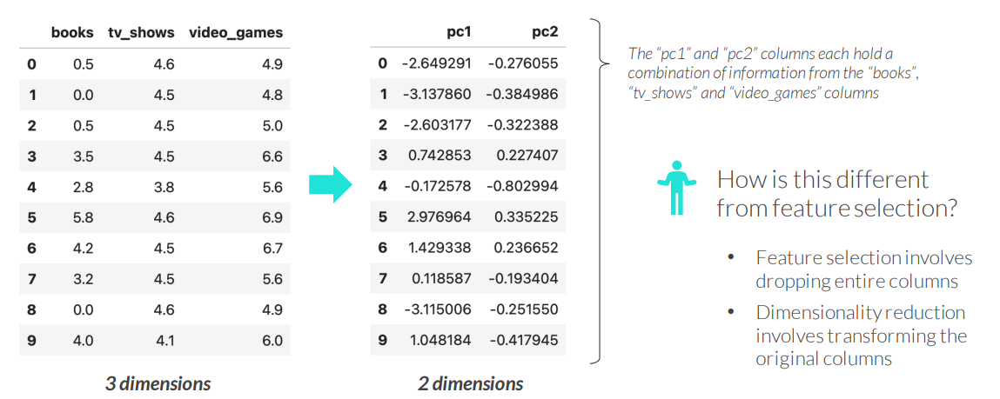 books tv_shows video_games
0 0.5 4.6 4.9
1 0.0 4.5 4.8
2 0.5 4.5 5.0
3 3.5 4.5 6.6
4 2.8 3.8 5.6
5 5.8 4.6 6.9
6 4.2 4.5 6.7
7 3.2 4.5 5.6
8 0.0 4.6 4.9
9 4.0 4.1 6.0
3 dimensions
pc1 pc2
0 -2.649291 -0.276055
1 -3.137860 -0.384986
2 -2.603177 -0.322388
3 0.742853 0.227407
4 -0.172578 -0.802994
5 2.976964 0.335225
6 1.429338 0.236652
7 0.118587 -0.193404
8 -3.115006 -0.251550
9 1.048184 -0.417945
2 dimensions
The “pc1” and “pc2” columns each hold a
combination of information from the “books”,
“tv_shows” and “video_games” columns
How is this different
from feature selection?
• Feature selection involves
dropping entire columns
• Dimensionality reduction
involves transforming the
original columns